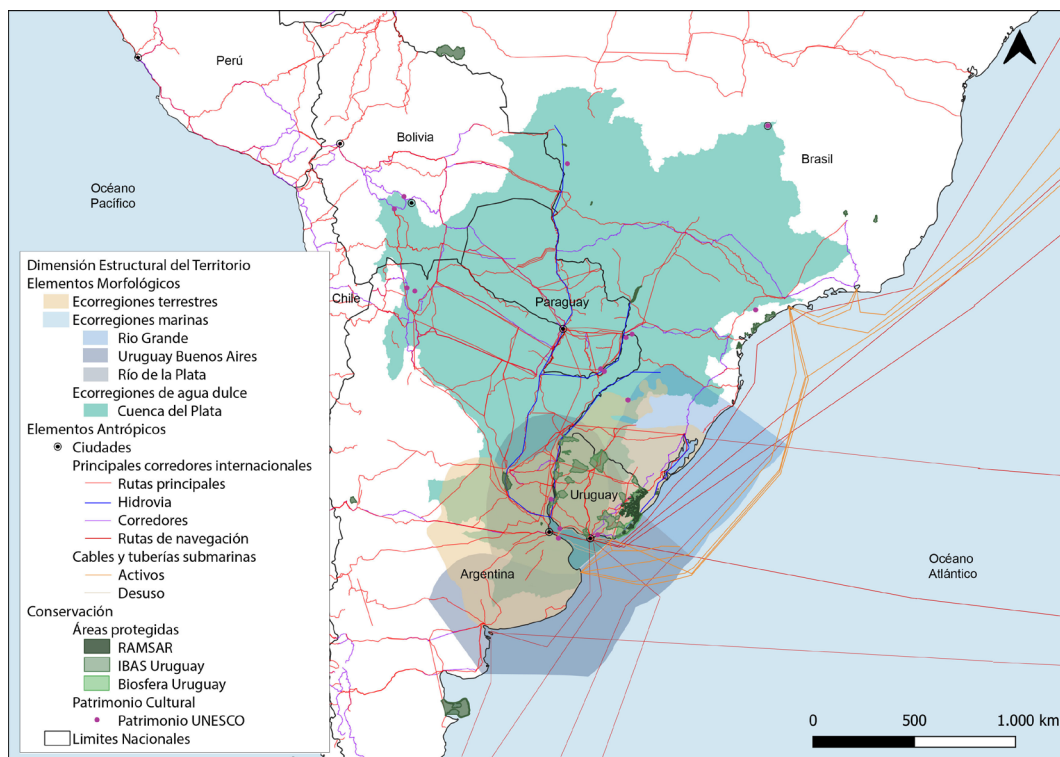 Perú
Bolivia
Brasil
Océano
Pacífico
Chile
Paraguay
Uruguay
Argentina
Océano
Atlántico
Dimensión Estructural del Territorio
Elementos Morfológicos
Ecorregiones terrestres
Ecorregiones marinas
Rio Grande
Uruguay Buenos Aires
Río de la Plata
Ecorregiones de agua dulce
Cuenca del Plata
Elementos Antrópicos
Ciudades
Principales corredores internacionales
Rutas principales
Hidrovia
Corredores
Rutas de navegación
Cables y tuberías submarinas
Activos
Desuso
Conservación
Áreas protegidas
RAMSAR
IBAS Uruguay
Biosfera Uruguay
Patrimonio Cultural
Patrimonio UNESCO
Limites Nacionales
0 500 1.000 km